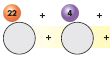 22 + 4 +
+ +